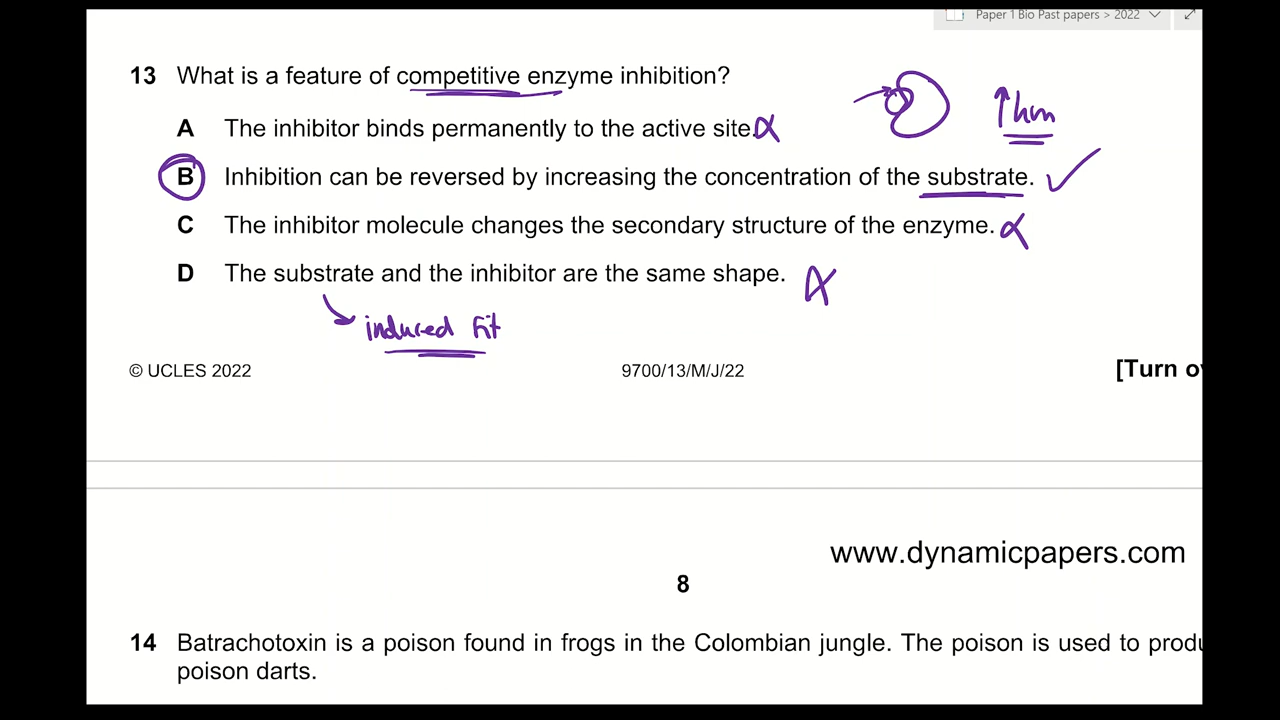 Paper 1 Bio Past papers > 2022
13 What is a feature of competitive enzyme inhibition?
↑ km
A The inhibitor binds permanently to the active site.
B Inhibition can be reversed by increasing the concentration of the substrate.
C The inhibitor molecule changes the secondary structure of the enzyme.
D The substrate and the inhibitor are the same shape.
induced fit
© UCLES 2022 9700/13/M/J/22 [Turn ov
www.dynamicpapers.com
8
14 Batrachotoxin is a poison found in frogs in the Colombian jungle. The poison is used to produ
poison darts.